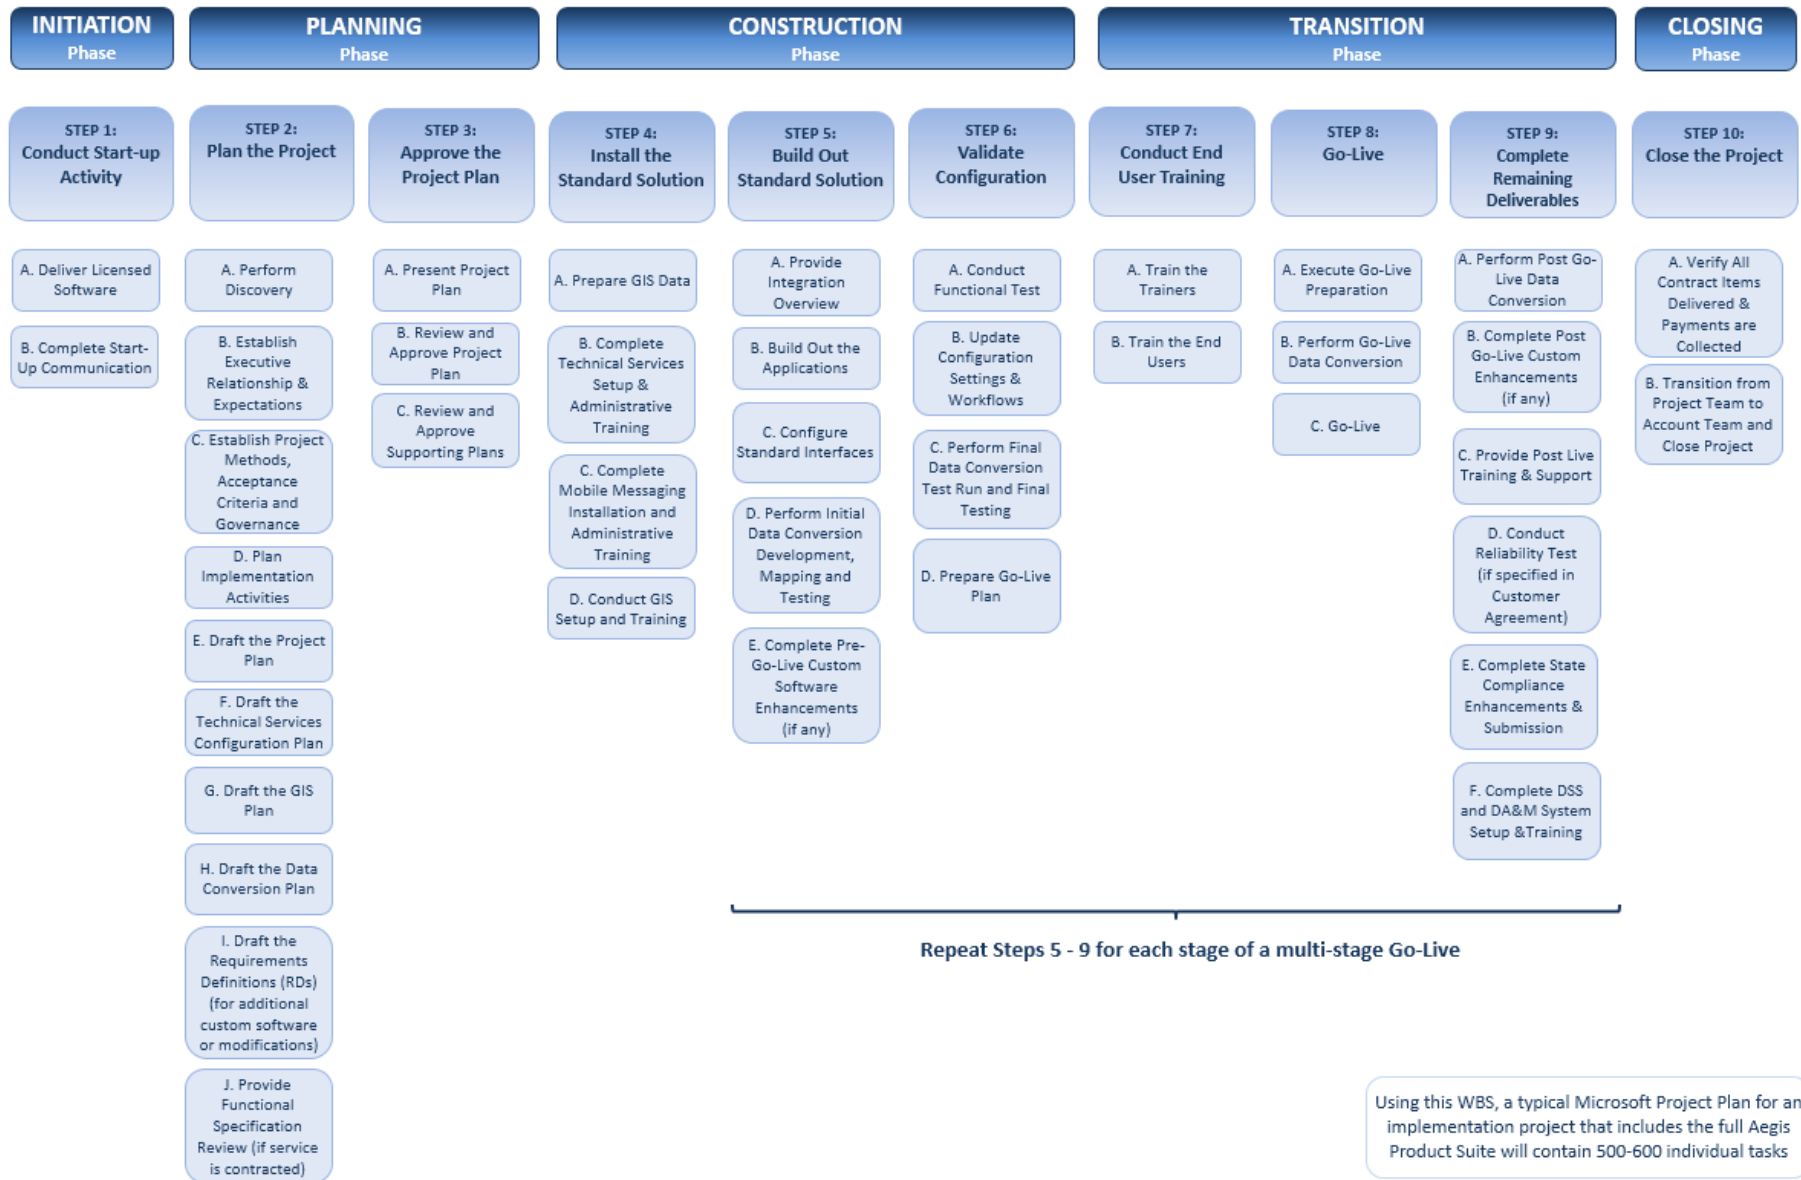 INITIATION
Phase
PLANNING
Phase
CONSTRUCTION
Phase
TRANSITION
Phase
CLOSING
Phase
STEP 1:
Conduct Start-up
Activity
STEP 2:
Plan the Project
STEP 3:
Approve the
Project Plan
STEP 4:
Install the
Standard Solution
STEP 5:
Build Out
Standard Solution
STEP 6:
Validate
Configuration
STEP 7:
Conduct End
User Training
STEP 8:
Go-Live
STEP 9:
Complete
Remaining
Deliverables
STEP 10:
Close the Project
A. Deliver Licensed
Software
B. Complete Start-
Up Communication
A. Perform
Discovery
B. Establish
Executive
Relationship &
Expectations
C. Establish Project
Methods,
Acceptance
Criteria and
Governance
D. Plan
Implementation
Activities
E. Draft the Project
Plan
F. Draft the
Technical Services
Configuration Plan
G. Draft the GIS
Plan
H. Draft the Data
Conversion Plan
I. Draft the
Requirements
Definitions (RDs)
(for additional
custom software
or modifications)
J. Provide
Functional
Specification
Review (if service
is contracted)
A. Present Project
Plan
B. Review and
Approve Project
Plan
C. Review and
Approve
Supporting Plans
A. Prepare GIS Data
B. Complete
Technical Services
Setup &
Administrative
Training
C. Complete
Mobile Messaging
Installation and
Administrative
Training
D. Conduct GIS
Setup and Training
A. Provide
Integration
Overview
B. Build Out the
Applications
C. Configure
Standard Interfaces
D. Perform Initial
Data Conversion
Development,
Mapping and
Testing
E. Complete Pre-
Go-Live Custom
Software
Enhancements
(if any)
A. Conduct
Functional Test
B. Update
Configuration
Settings &
Workflows
C. Perform Final
Data Conversion
Test Run and Final
Testing
D. Prepare Go-Live
Plan
A. Train the
Trainers
B. Train the End
Users
A. Execute Go-Live
Preparation
B. Perform Go-Live
Data Conversion
C. Go-Live
A. Perform Post Go-
Live Data
Conversion
B. Complete Post
Go-Live Custom
Enhancements
(if any)
C. Provide Post Live
Training & Support
D. Conduct
Reliability Test
(if specified in
Customer
Agreement)
E. Complete State
Compliance
Enhancements &
Submission
F. Complete DSS
and DA&M System
Setup &Training
A. Verify All
Contract Items
Delivered &
Payments are
Collected
B. Transition from
Project Team to
Account Team and
Close Project
Repeat Steps 5 - 9 for each stage of a multi-stage Go-Live
Using this WBS, a typical Microsoft Project Plan for an
implementation project that includes the full Aegis
Product Suite will contain 500-600 individual tasks